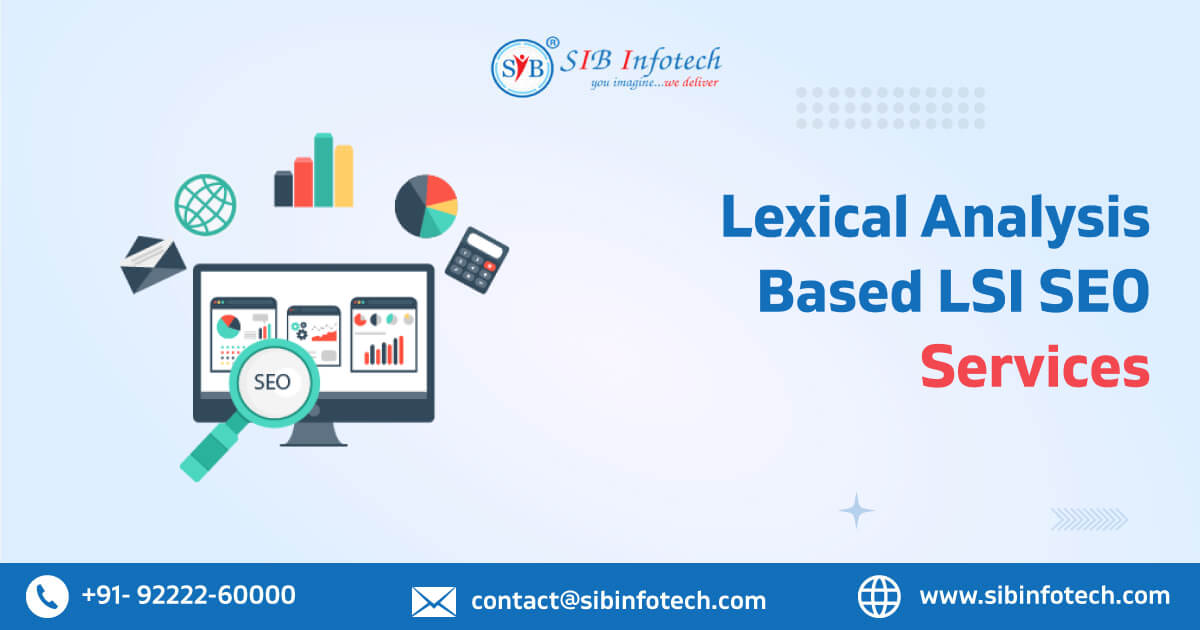 SYB ®
SIB Infotech
you imagine...we deliver
Lexical Analysis
Based LSI SEO
Services
SEO
+91- 92222-60000
contact@sibinfotech.com
www.sibinfotech.com